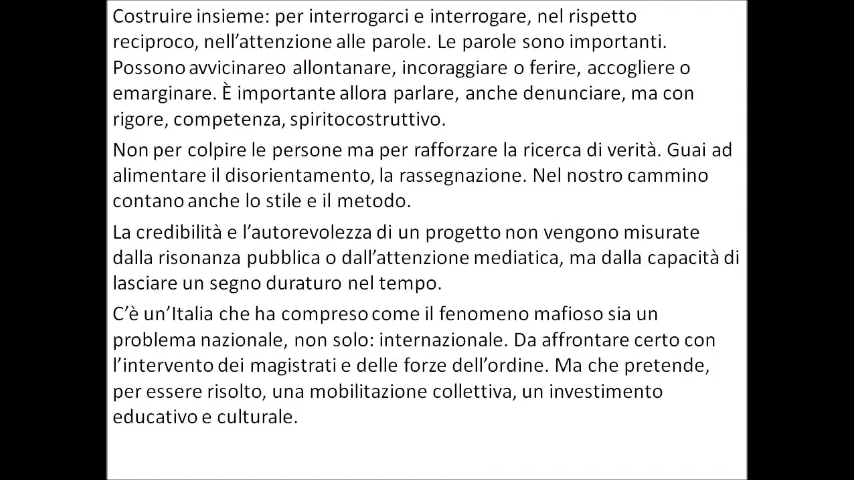 Costruire insieme: per interrogarci e interrogare, nel rispetto
reciproco, nell'attenzione alle parole. Le parole sono importanti.
Possono avvicinareo allontanare, incoraggiare o ferire, accogliere o
emarginare. È importante allora parlare, anche denunciare, ma con
rigore, competenza, spiritocostruttivo.
Non per colpire le persone ma per rafforzare la ricerca di verità. Guai ad
alimentare il disorientamento, la rassegnazione. Nel nostro cammino
contano anche lo stile e il metodo.
La credibilità e l'autorevolezza di un progetto non vengono misurate
dalla risonanza pubblica o dall'attenzione mediatica, ma dalla capacità di
lasciare un segno duraturo nel tempo.
C'è un'Italia che ha compreso come il fenomeno mafioso sia un
problema nazionale, non solo: internazionale. Da affrontare certo con
l'intervento dei magistrati e delle forze dell'ordine. Ma che pretende,
per essere risolto, una mobilitazione collettiva, un investimento
educativo e culturale.